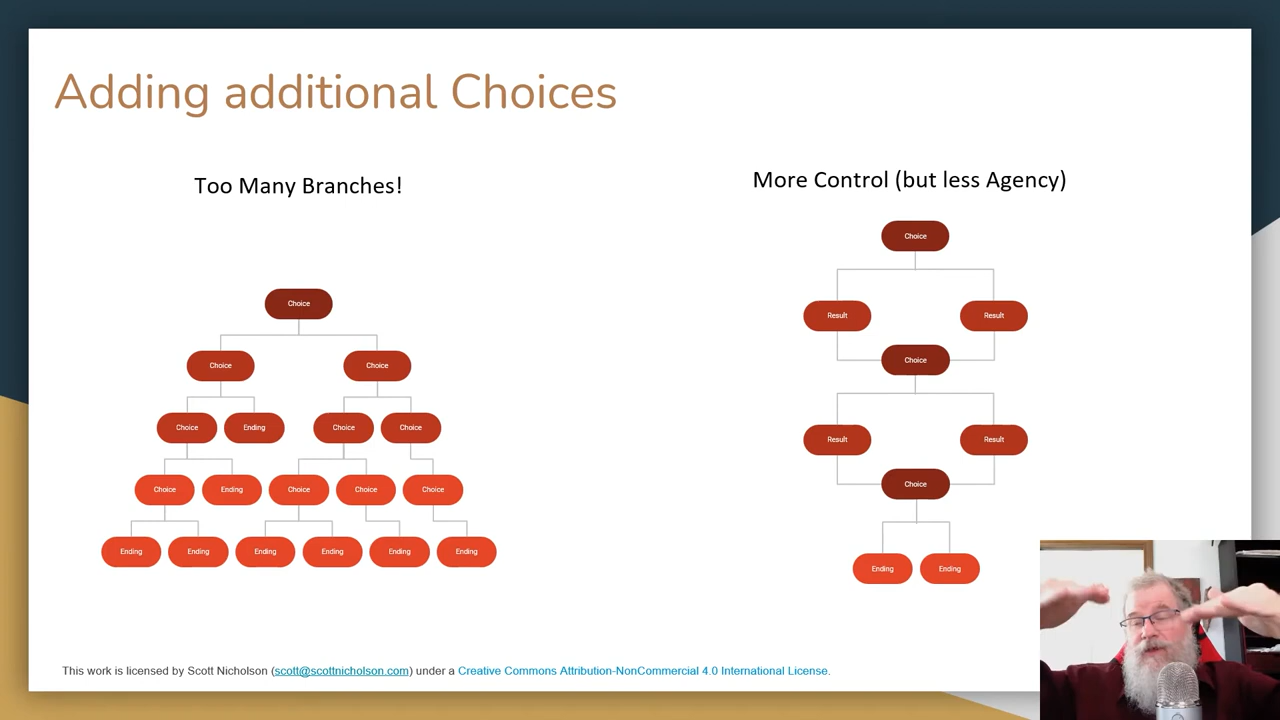 Adding additional Choices
Too Many Branches!
Choice
Choice
Choice
Choice
Ending
Choice
Choice
Choice
Ending
Choice
Choice
Choice
Ending
Ending
Ending
Ending
Ending
Ending
More Control (but less Agency)
Choice
Result
Result
Choice
Result
Result
Choice
Ending
Ending
This work is licensed by Scott Nicholson (scott@scottnicholson.com) under a Creative Commons Attribution-NonCommercial 4.0 International License.